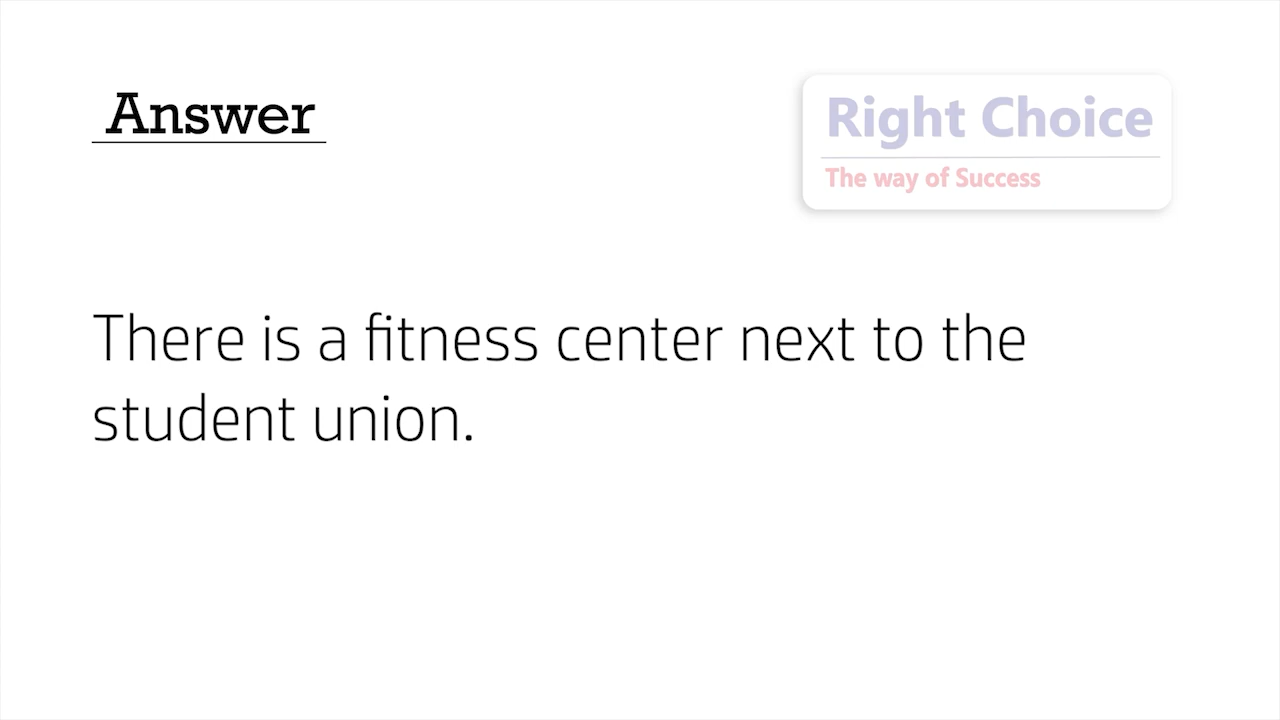 Answer
Right Choice
The way of Success
There is a fitness center next to the
student union.